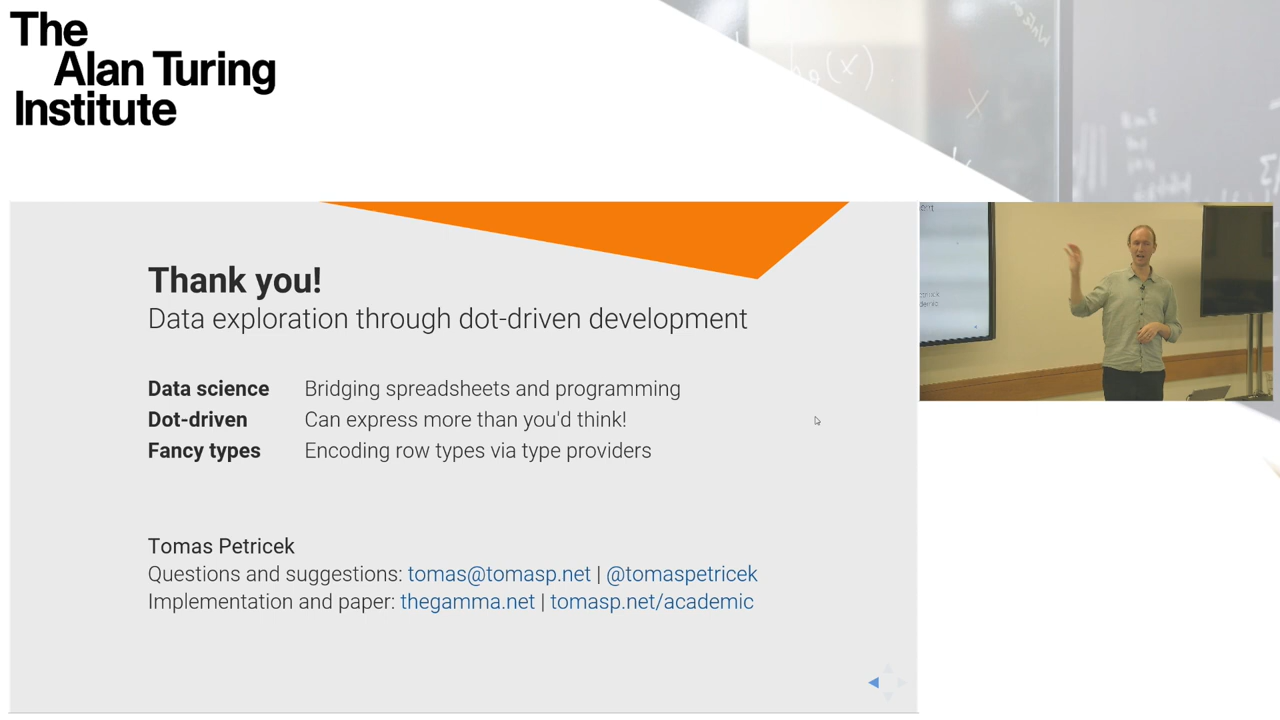 The
Alan Turing
Institute
Thank you!
Data exploration through dot-driven development
Data science Bridging spreadsheets and programming
Dot-driven Can express more than you'd think!
Fancy types Encoding row types via type providers
Tomas Petricek
Questions and suggestions: tomas@tomasp.net | @tomaspetricek
Implementation and paper: thegamma.net | tomasp.net/academic